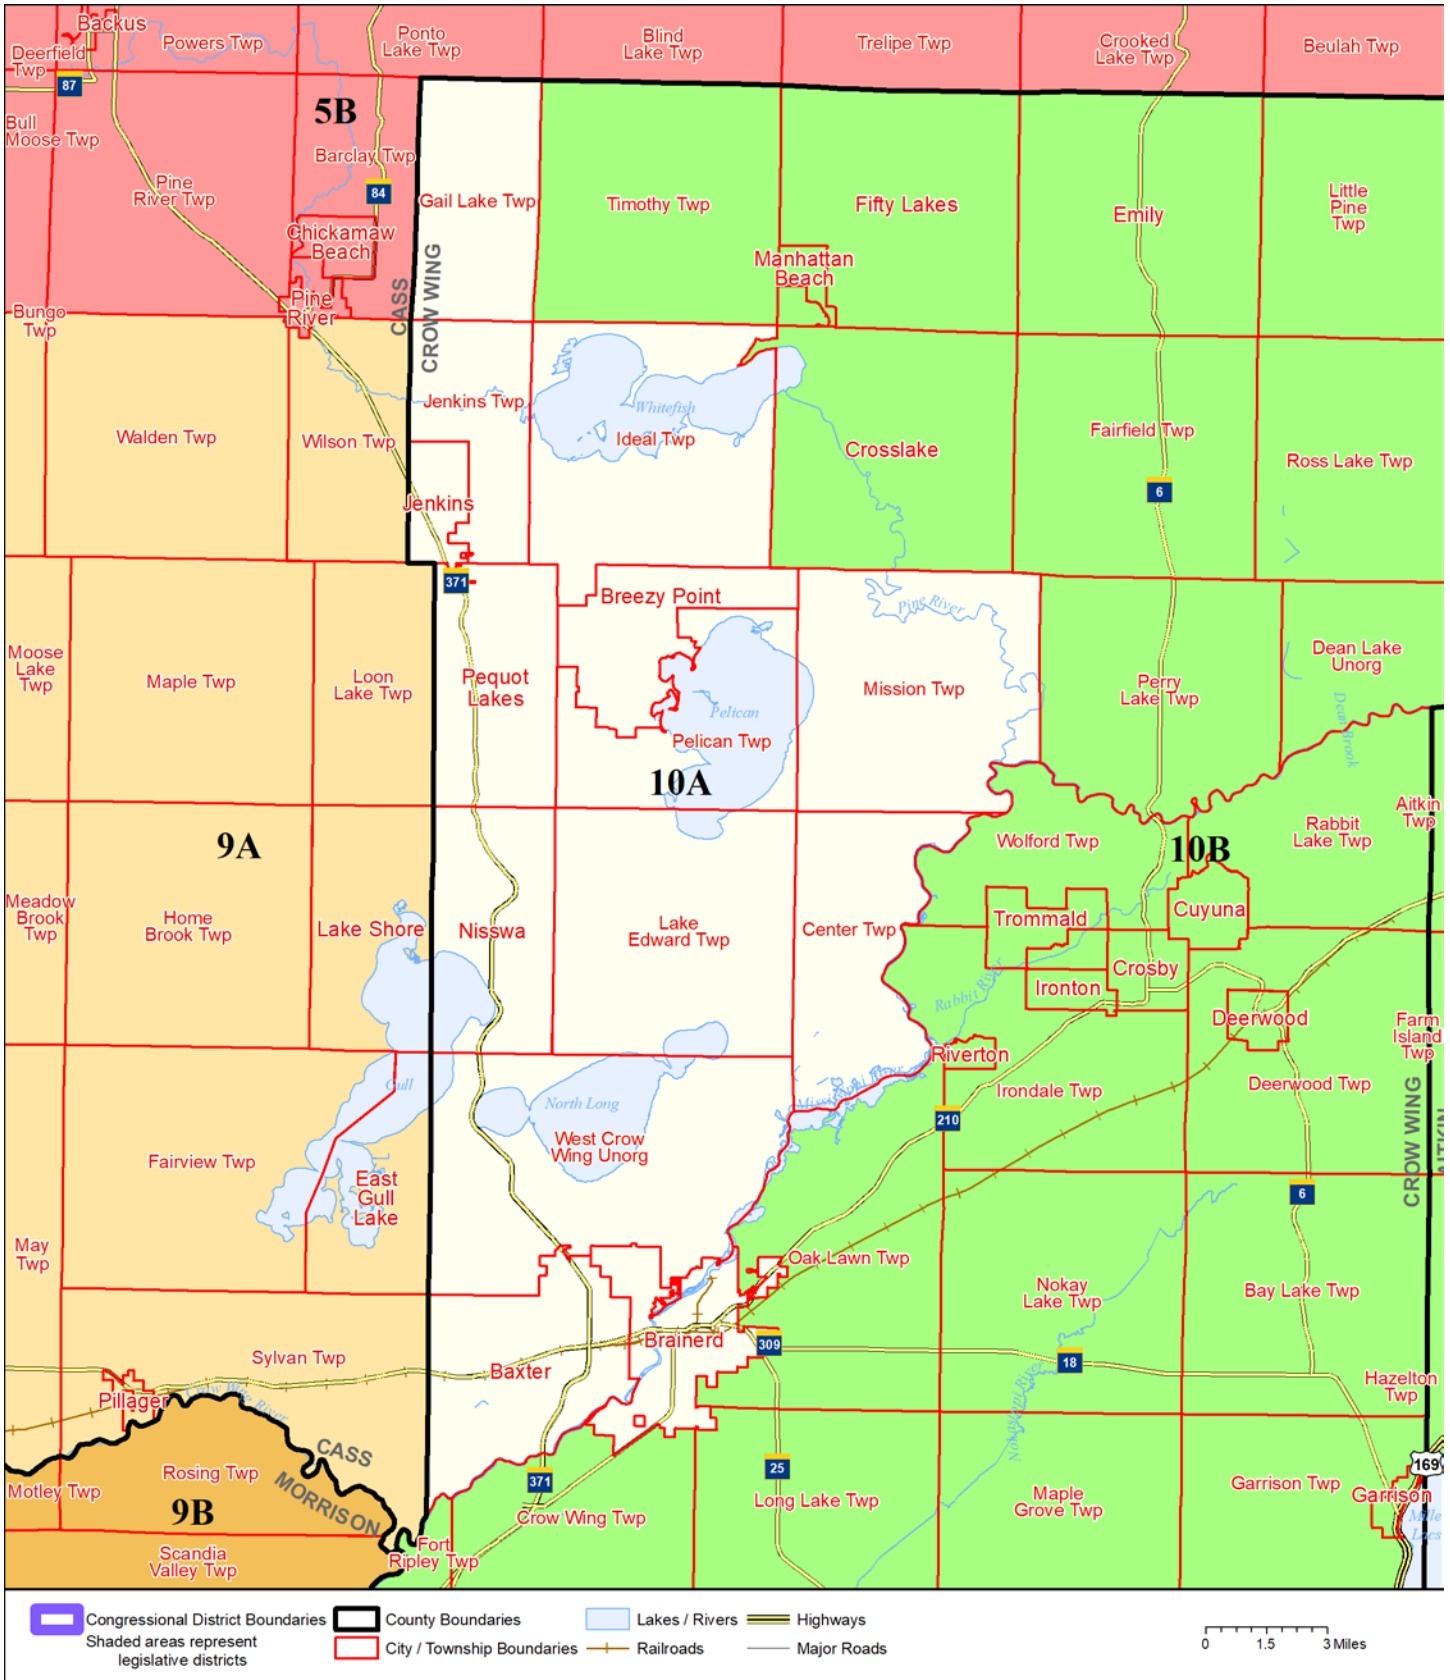 Backus
Powers Twp
Ponto
Lake Twp
Blind
Lake Twp
Trelipe Twp
Crooked
Lake Twp
Beulah Twp
Deerfield
Twp
87
5B
Bull
Moose Twp
Barclay Twp
84
Pine
River Twp
Gail Lake Twp
Timothy Twp
Fifty Lakes
Emily
Little
Pine
Twp
Chickamaw
Beach
Manhattan
Beach
CASS
CROW WING
Pine
River
Bungo
Twp
Jenkins Twp
Whitefish
Ideal Twp
Walden Twp
Wilson Twp
Crosslake
Fairfield Twp
Ross Lake Twp
6
Jenkins
371
Breezy Point
Pine River
Moose
Lake
Twp
Maple Twp
Loon
Lake Twp
Pequot
Lakes
Pelican
Pelican Twp
Mission Twp
Perry
Lake Twp
Dean Lake
Unorg
Dean Brook
10A
9A
Wolford Twp
10B
Rabbit
Lake Twp
Aitkin
Twp
Meadow
Brook
Twp
Home
Brook Twp
Lake Shore
Nisswa
Lake
Edward Twp
Center Twp
Trommald
Cuyuna
Crosby
Ironton
Rabbit River
Deerwood
Farm
Island
Twp
Riverton
Gull
North Long
Mississippi River
Irondale Twp
Deerwood Twp
210
CROW WING
AITKIN
Fairview Twp
West Crow
Wing Unorg
East
Gull
Lake
6
May
Twp
Oak Lawn Twp
Nokay
Lake Twp
Bay Lake Twp
Sylvan Twp
Baxter
Brainerd
309
18
Nokasippi River
Hazelton
Twp
Pillager
Crow Wing River
CASS
MORRISON
Motley Twp
Rosing Twp
9B
371
25
169
Crow Wing Twp
Long Lake Twp
Maple
Grove Twp
Garrison Twp
Garrison
Mille
Lacs
Scandia
Valley Twp
Fort
Ripley Twp
Congressional District Boundaries
Shaded areas represent
legislative districts
County Boundaries
City / Township Boundaries
Lakes / Rivers
Railroads
Highways
Major Roads
0 1.5 3 Miles